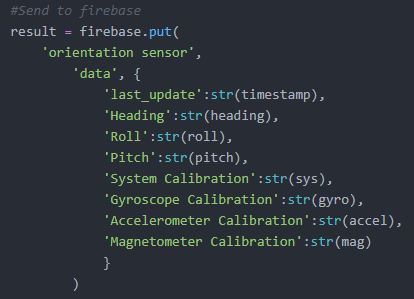 #Send to firebase
result = firebase.put(
    'orientation sensor',
        'data', {
            'last_update':str(timestamp),
            'Heading':str(heading),
            'Roll':str(roll),
            'Pitch':str(pitch),
            'System Calibration':str(sys),
            'Gyroscope Calibration':str(gyro),
            'Accelerometer Calibration':str(accel),
            'Magnetometer Calibration':str(mag)
            }
        )